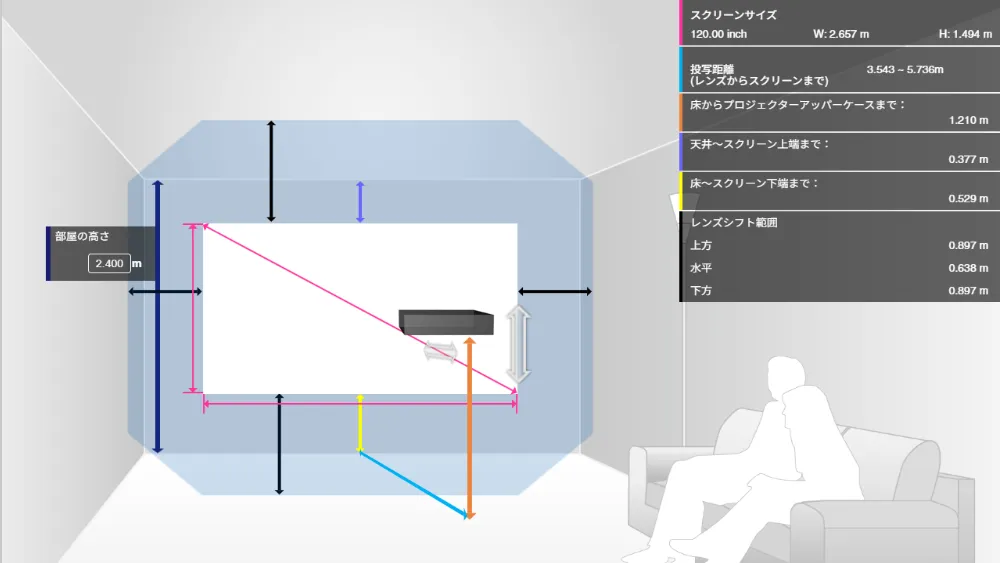 スクリーンサイズ
120.00 inch W: 2.657 m H: 1.494 m
投写距離 3.543 ~ 5.736m
(レンズからスクリーンまで)
床からプロジェクターアッパーケースまで：
1.210 m
天井～スクリーン上端まで：
0.377 m
床～スクリーン下端まで：
0.529 m
レンズシフト範囲
上方 0.897 m
水平 0.638 m
下方 0.897 m
部屋の高さ
2.400 m